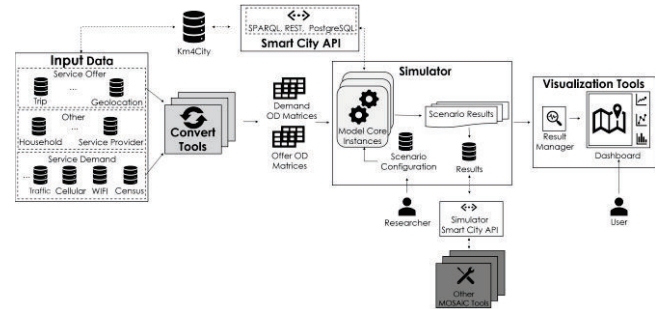 Km4City
SPARQL, REST, PostgreSQL
Smart City API
Input Data
Service Offer
Trip
...
Geolocation
Other
Household
...
Service Provider
Service Demand
...
Traffic
Cellular
WIFI
Census
Convert
Tools
Demand
OD Matrices
Offer OD
Matrices
Simulator
Model Core
Instances
Scenario Results
Scenario
Configuration
Results
Researcher
Simulator
Smart City API
Other
MOSAiC Tools
Visualization Tools
Result
Manager
Dashboard
User